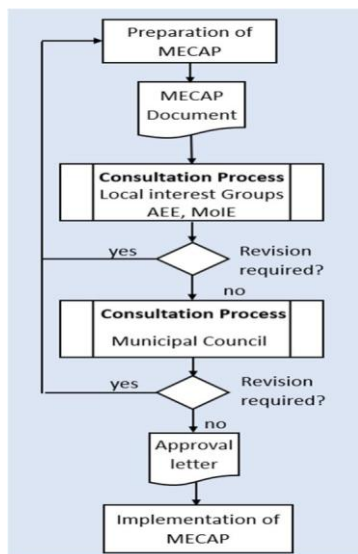 Preparation of
MECAP
MECAP
Document
Consultation Process
Local interest Groups
AEE, MoIE
yes
Revision
required?
no
Consultation Process
Municipal Council
yes
Revision
required?
no
Approval
letter
Implementation of
MECAP